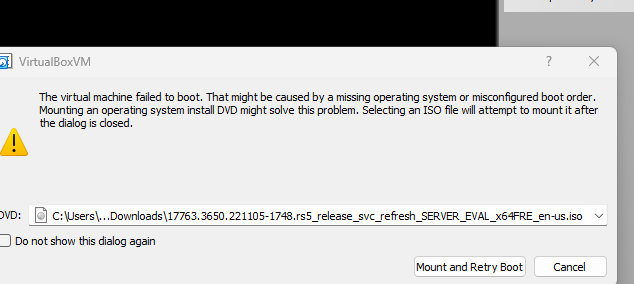 VirtualBoxVM
The virtual machine failed to boot. That might be caused by a missing operating system or misconfigured boot order.
Mounting an operating system install DVD might solve this problem. Selecting an ISO file will attempt to mount it after
the dialog is closed.
DVD: C:\Users\...Downloads\17763.3650.221105-1748.rs5_release_svc_refresh_SERVER_EVAL_x64FRE_en-us.iso
Do not show this dialog again
Mount and Retry Boot Cancel